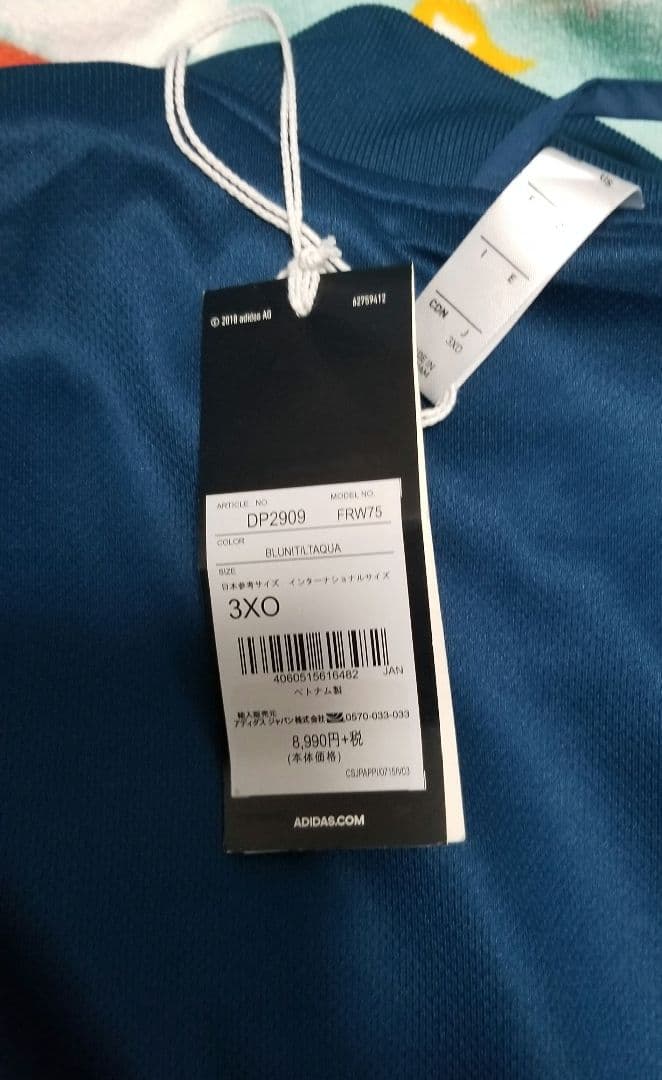 © 2018 adidas AG
62759412
US
I E
CDN J
3XO
ARTICLE NO. MODEL NO.
DP2909 FRW75
COLOR
BLUNIT/LTAQUA
SIZE
日本参考サイズ インターナショナルサイズ
3XO
4060515616482 JAN
ベトナム製
輸入販売元
アディダス ジャパン株式会社 0570-033-033
8,990円+税
(本体価格)
ADIDAS.COM